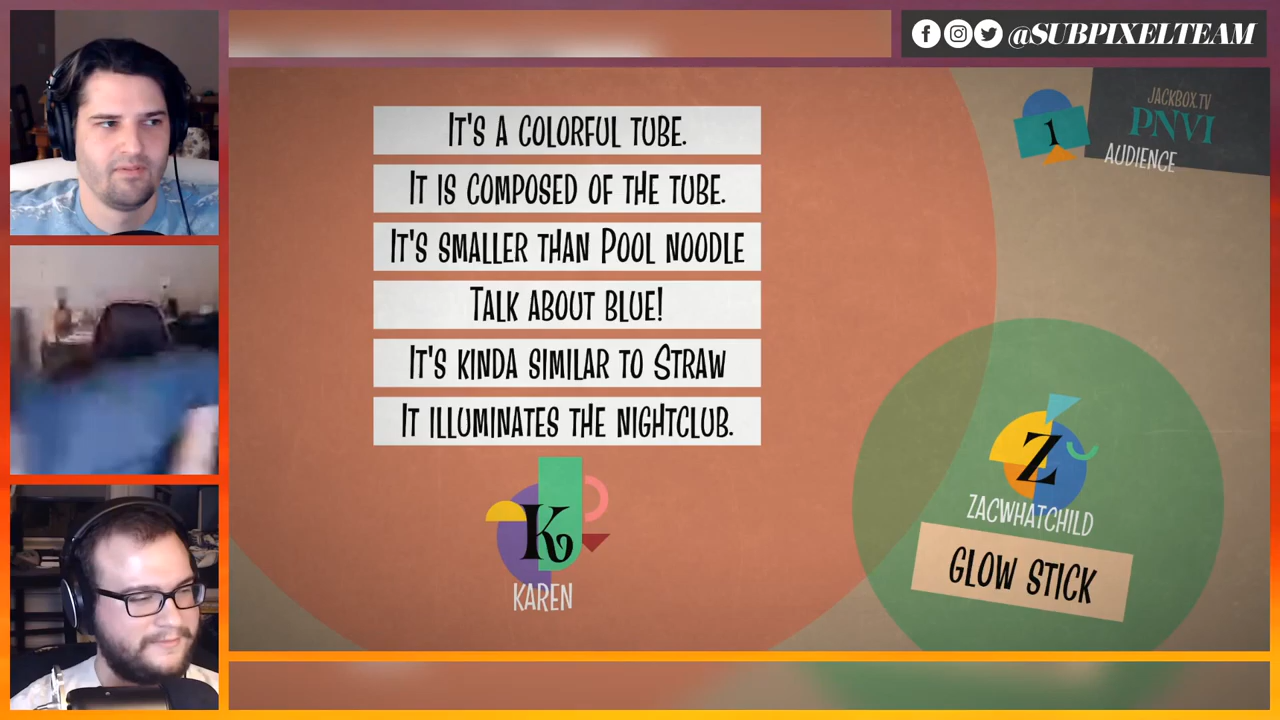 @SUBPIXELTEAM
IT'S A COLORFUL TUBE.
IT IS COMPOSED OF THE TUBE.
IT'S SMALLER THAN POOL NOODLE
TALK ABOUT BLUE!
IT'S KINDA SIMILAR TO STRAW
IT ILLUMINATES THE NIGHTCLUB.
K
KAREN
1
JACKBOX.TV
PNVI
AUDIENCE
Z
ZACWHATCHILD
GLOW STICK